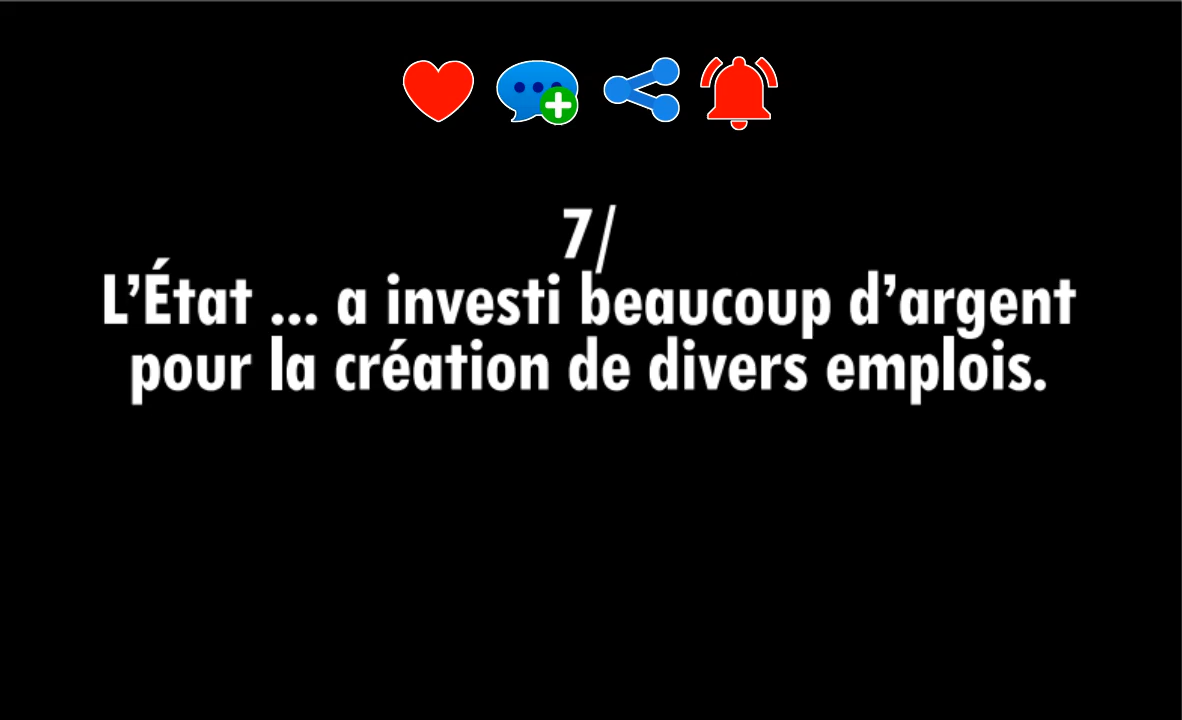 7/
L’État ... a investi beaucoup d’argent
pour la création de divers emplois.